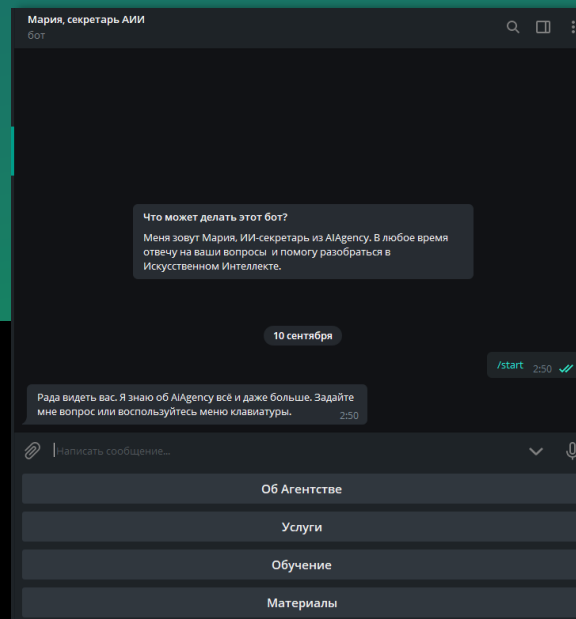 Мария, секретарь АИИ
бот
Что может делать этот бот?
Меня зовут Мария, ИИ-секретарь из AIAgency. В любое время
отвечу на ваши вопросы и помогу разобраться в
Искусственном Интеллекте.
10 сентября
/start 2:50
Рада видеть вас. Я знаю об AiAgency всё и даже больше. Задайте
мне вопрос или воспользуйтесь меню клавиатуры. 2:50
Написать сообщение...
Об Агентстве
Услуги
Обучение
Материалы